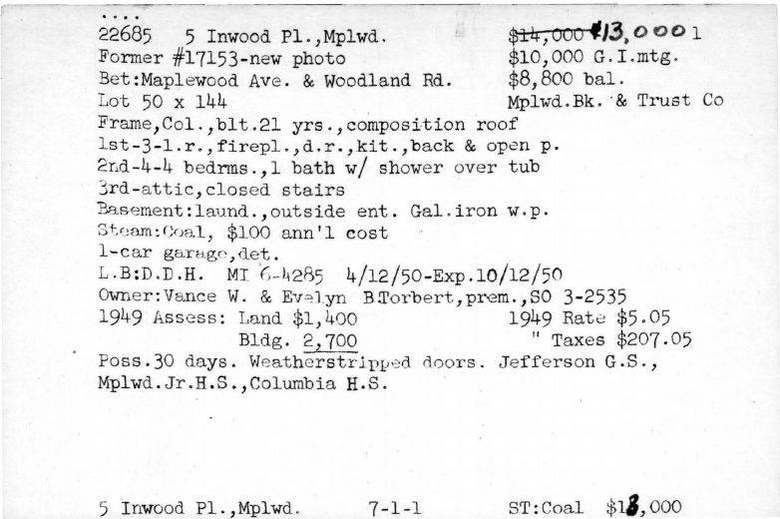 22685 5 Inwood Pl.,Mplwd. $14,000 $13,000 l
Former #17153-new photo $10,000 G.I.mtg.
Bet:Maplewood Ave. & Woodland Rd. $8,800 bal.
Lot 50 x 144 Mplwd.Bk. & Trust Co
Frame,Col.,blt.21 yrs.,composition roof
1st-3-l.r.,firepl.,d.r.,kit.,back & open p.
2nd-4-4 bedrms.,1 bath w/ shower over tub
3rd-attic,closed stairs
Basement:laund.,outside ent. Gal.iron w.p.
Steam:Coal, $100 ann'l cost
1-car garage,det.
L.B:D.D.H. MI 6-4285 4/12/50-Exp.10/12/50
Owner:Vance W. & Evelyn B.Torbert,prem.,SO 3-2535
1949 Assess: Land $1,400 1949 Rate $5.05
Bldg. 2,700 " Taxes $207.05
Poss.30 days. Weatherstripped doors. Jefferson G.S.,
Mplwd.Jr.H.S.,Columbia H.S.
5 Inwood Pl.,Mplwd. 7-1-1 ST:Coal $13,000